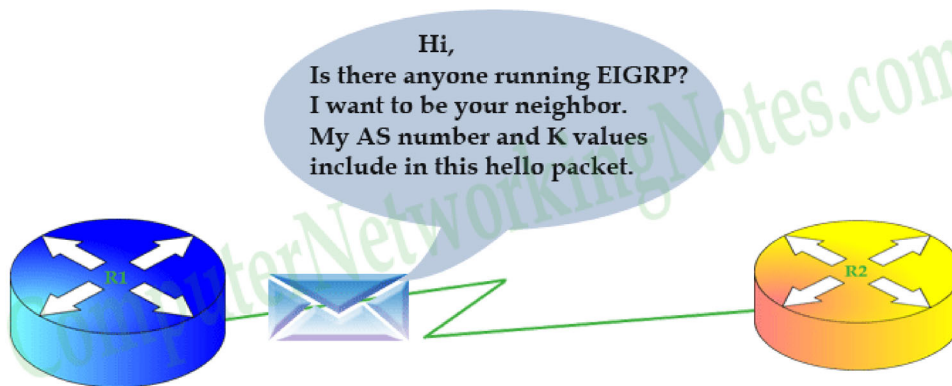 Hi,
Is there anyone running EIGRP?
I want to be your neighbor.
My AS number and K values
include in this hello packet.
R1
R2
ComputerNetworkingNotes.com